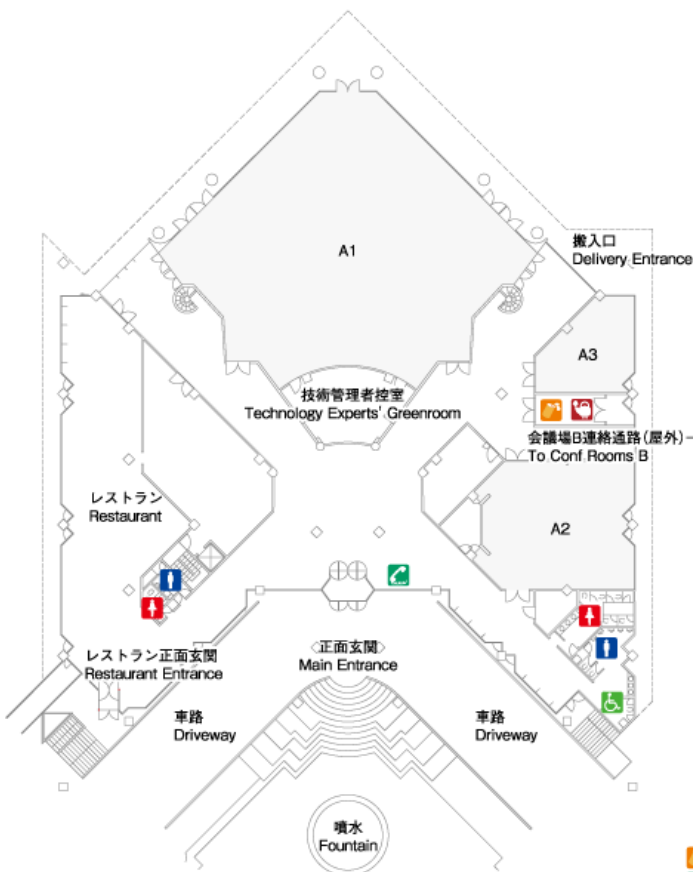 A1
搬入口
Delivery Entrance
A3
技術管理者控室
Technology Experts' Greenroom
会議場B連絡通路(屋外)
To Conf.Rooms B
レストラン
Restaurant
A2
レストラン正面玄関
Restaurant Entrance
正面玄関
Main Entrance
車路
Driveway
車路
Driveway
噴水
Fountain